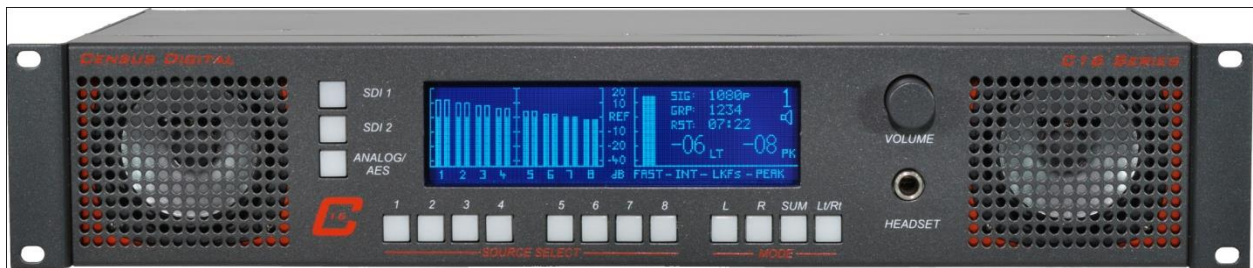 CENSUS DIGITAL
C16 SERIES
SDI 1
SDI 2
ANALOG/
AES
20
10
REF
-10
-20
-40
dB
1 2 3 4 5 6 7 8
SIG: 1080P
GRP: 1234
RST: 07:22
1
-06 LT -08 PK
FAST-INT-LKFS-PEAK
VOLUME
HEADSET
C16
1 2 3 4 5 6 7 8 L R SUM Lt/Rt
SOURCE SELECT MODE